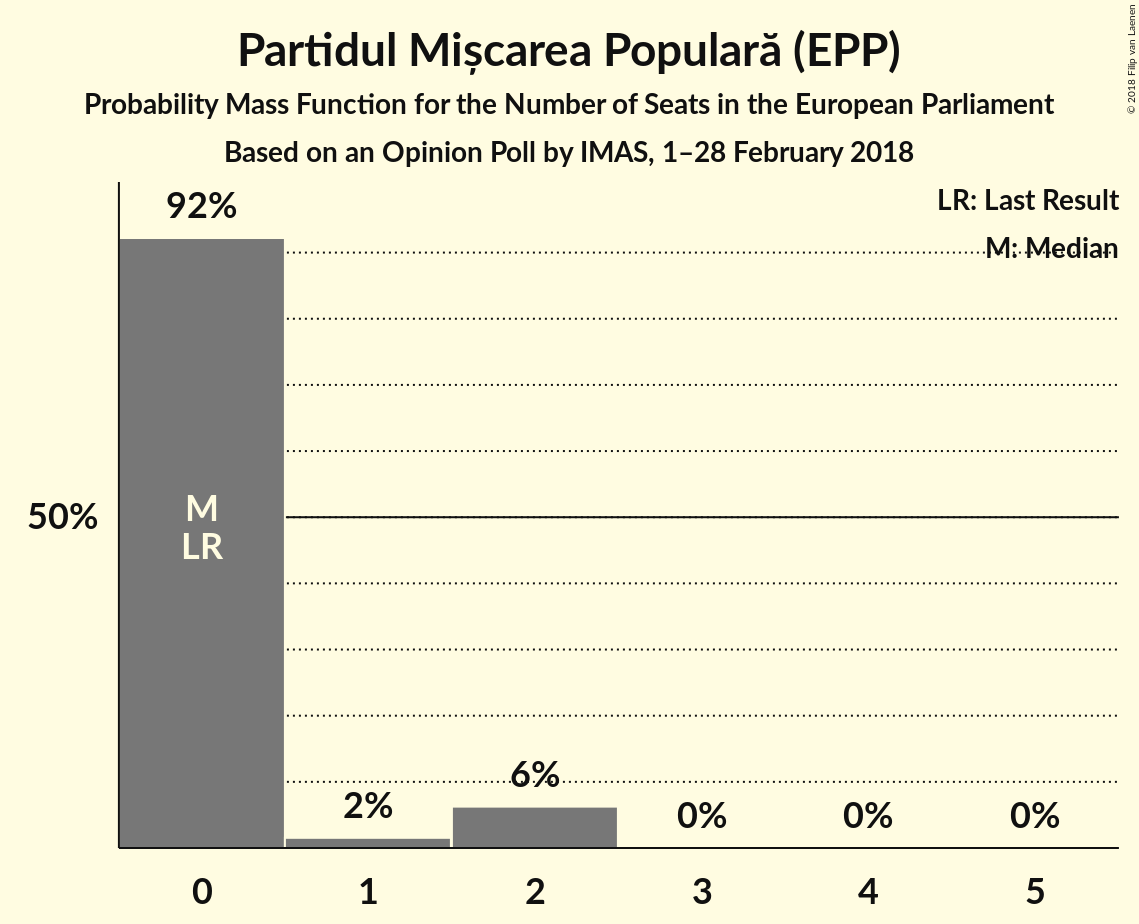 Partidul Mișcarea Populară (EPP)
Probability Mass Function for the Number of Seats in the European Parliament
Based on an Opinion Poll by IMAS, 1–28 February 2018
© 2018 Filip van Laenen
LR: Last Result
M: Median
92%
50%
M
LR
2%
6%
0%
0%
0%
0
1
2
3
4
5